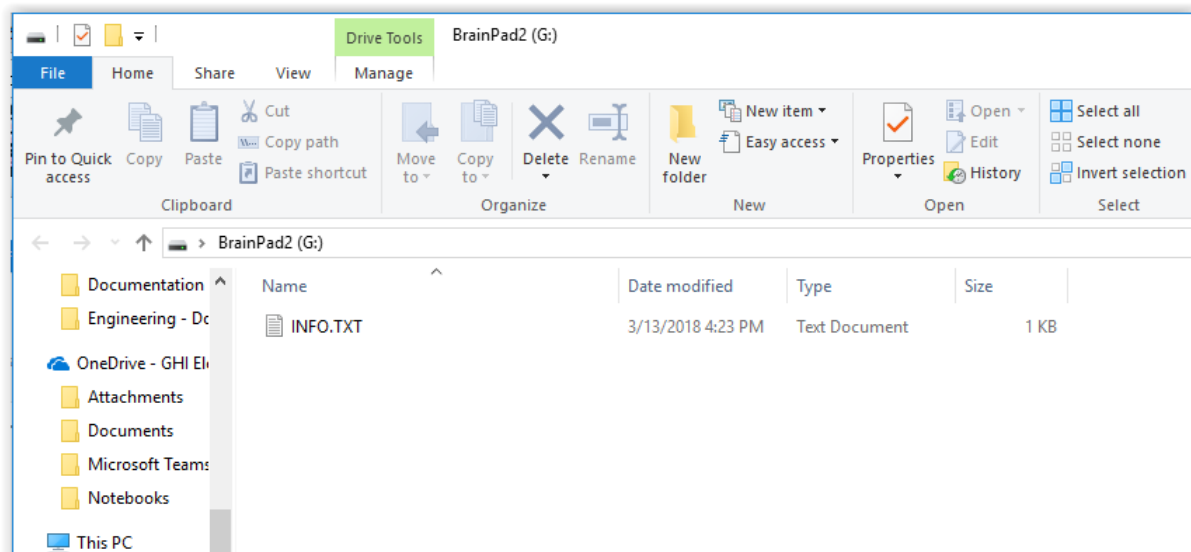 Drive Tools BrainPad2 (G:)
File Home Share View Manage
Pin to Quick access
Copy
Paste
Cut
Copy path
Paste shortcut
Clipboard
Move to
Copy to
Delete
Rename
Organize
New folder
New item
Easy access
New
Properties
Open
Edit
History
Open
Select all
Select none
Invert selection
Select
BrainPad2 (G:)
Documentation
Engineering - Do
OneDrive - GHI Ele
Attachments
Documents
Microsoft Teams
Notebooks
This PC
Name Date modified Type Size
INFO.TXT 3/13/2018 4:23 PM Text Document 1 KB